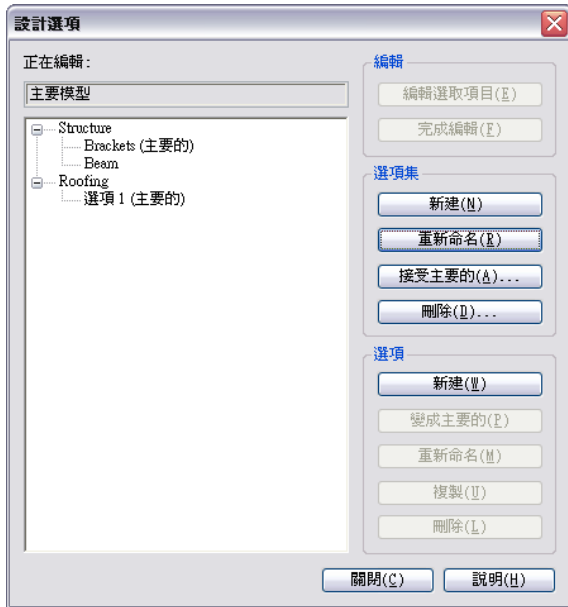 設計選項
正在編輯:
主要模型
Structure
Brackets (主要的)
Beam
Roofing
選項 1 (主要的)
編輯
編輯選取項目(E)
完成編輯(F)
選項集
新建(N)
重新命名(R)
接受主要的(A)...
刪除(D)...
選項
新建(W)
變成主要的(P)
重新命名(M)
複製(U)
刪除(L)
關閉(C)
說明(H)